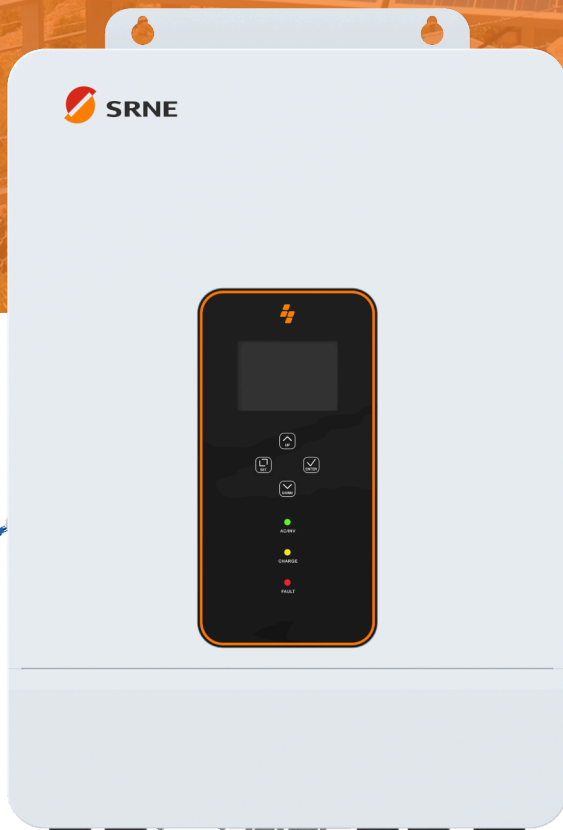 SRNE
UP
SET
ENTER
DOWN
AC/INV
CHARGE
FAULT